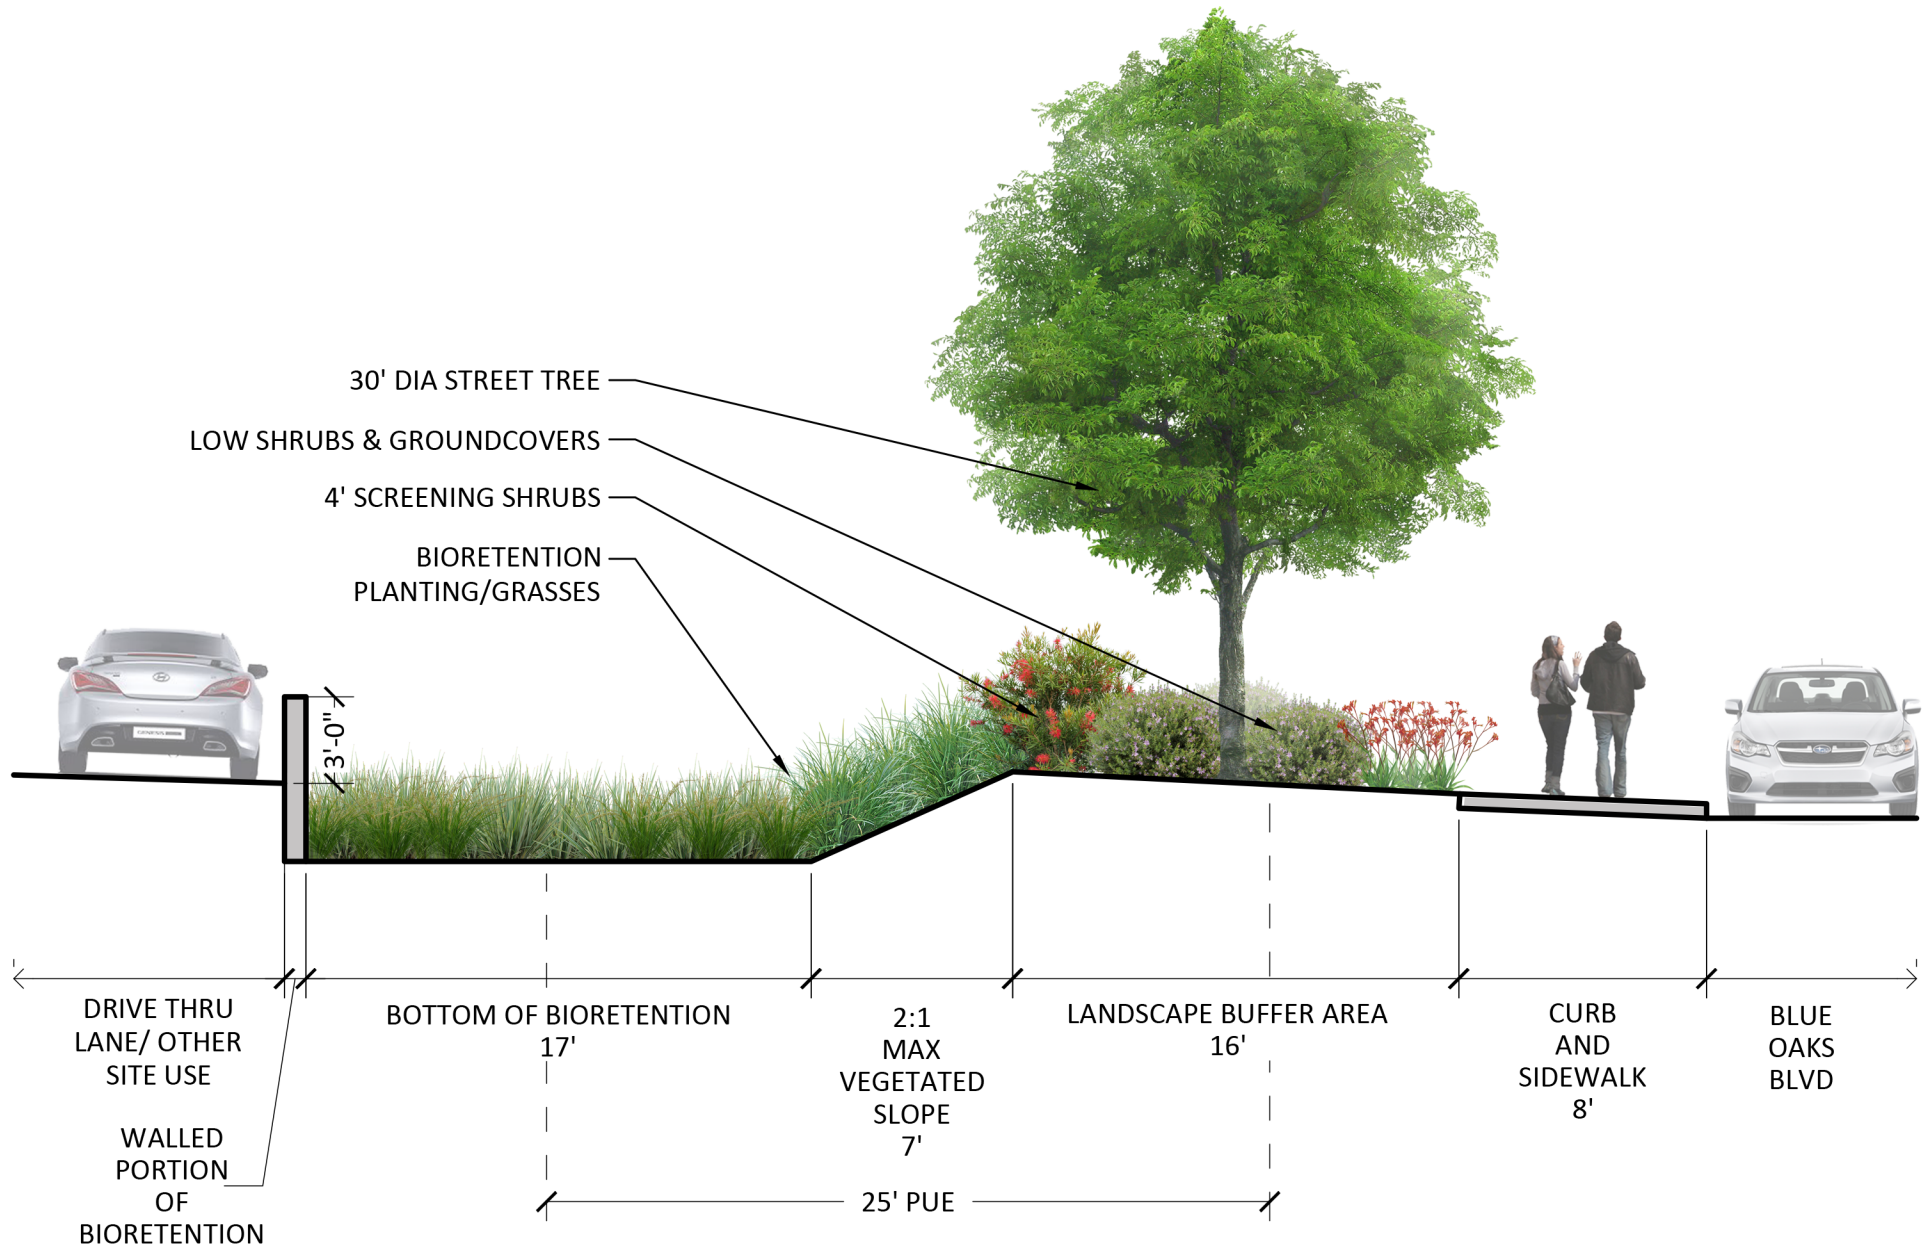 30' DIA STREET TREE
LOW SHRUBS & GROUNDCOVERS
4' SCREENING SHRUBS
BIORETENTION
PLANTING/GRASSES
3'-0"
DRIVE THRU
LANE/ OTHER
SITE USE
WALLED
PORTION
OF
BIORETENTION
BOTTOM OF BIORETENTION
17'
2:1
MAX
VEGETATED
SLOPE
7'
LANDSCAPE BUFFER AREA
16'
CURB
AND
SIDEWALK
8'
BLUE
OAKS
BLVD
25' PUE
GENESIS